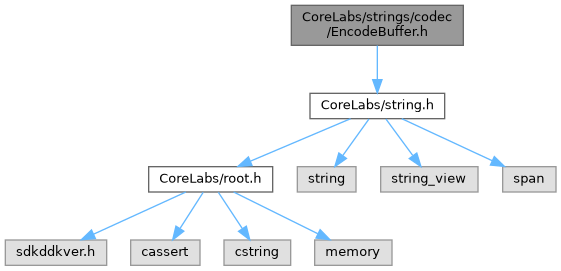 CoreLabs/strings/codec
/EncodeBuffer.h
CoreLabs/string.h
CoreLabs/root.h
string
string_view
span
sdkddkver.h
cassert
cstring
memory